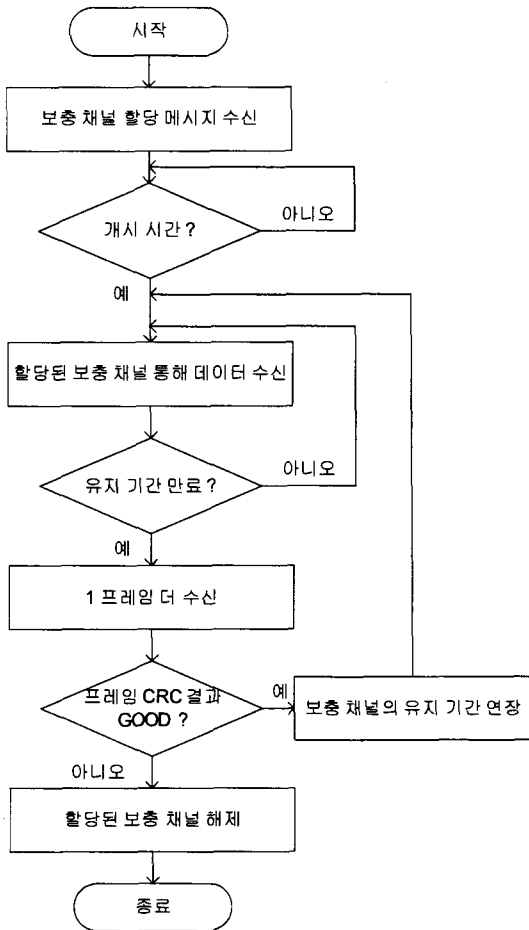 시작
보충 채널 할당 메시지 수신
개시 시간 ?
아니오
예
할당된 보충 채널 통해 데이터 수신
유지 기간 만료 ?
아니오
예
1 프레임 더 수신
프레임 CRC 결과
GOOD ?
예
보충 채널의 유지 기간 연장
아니오
할당된 보충 채널 해제
종료